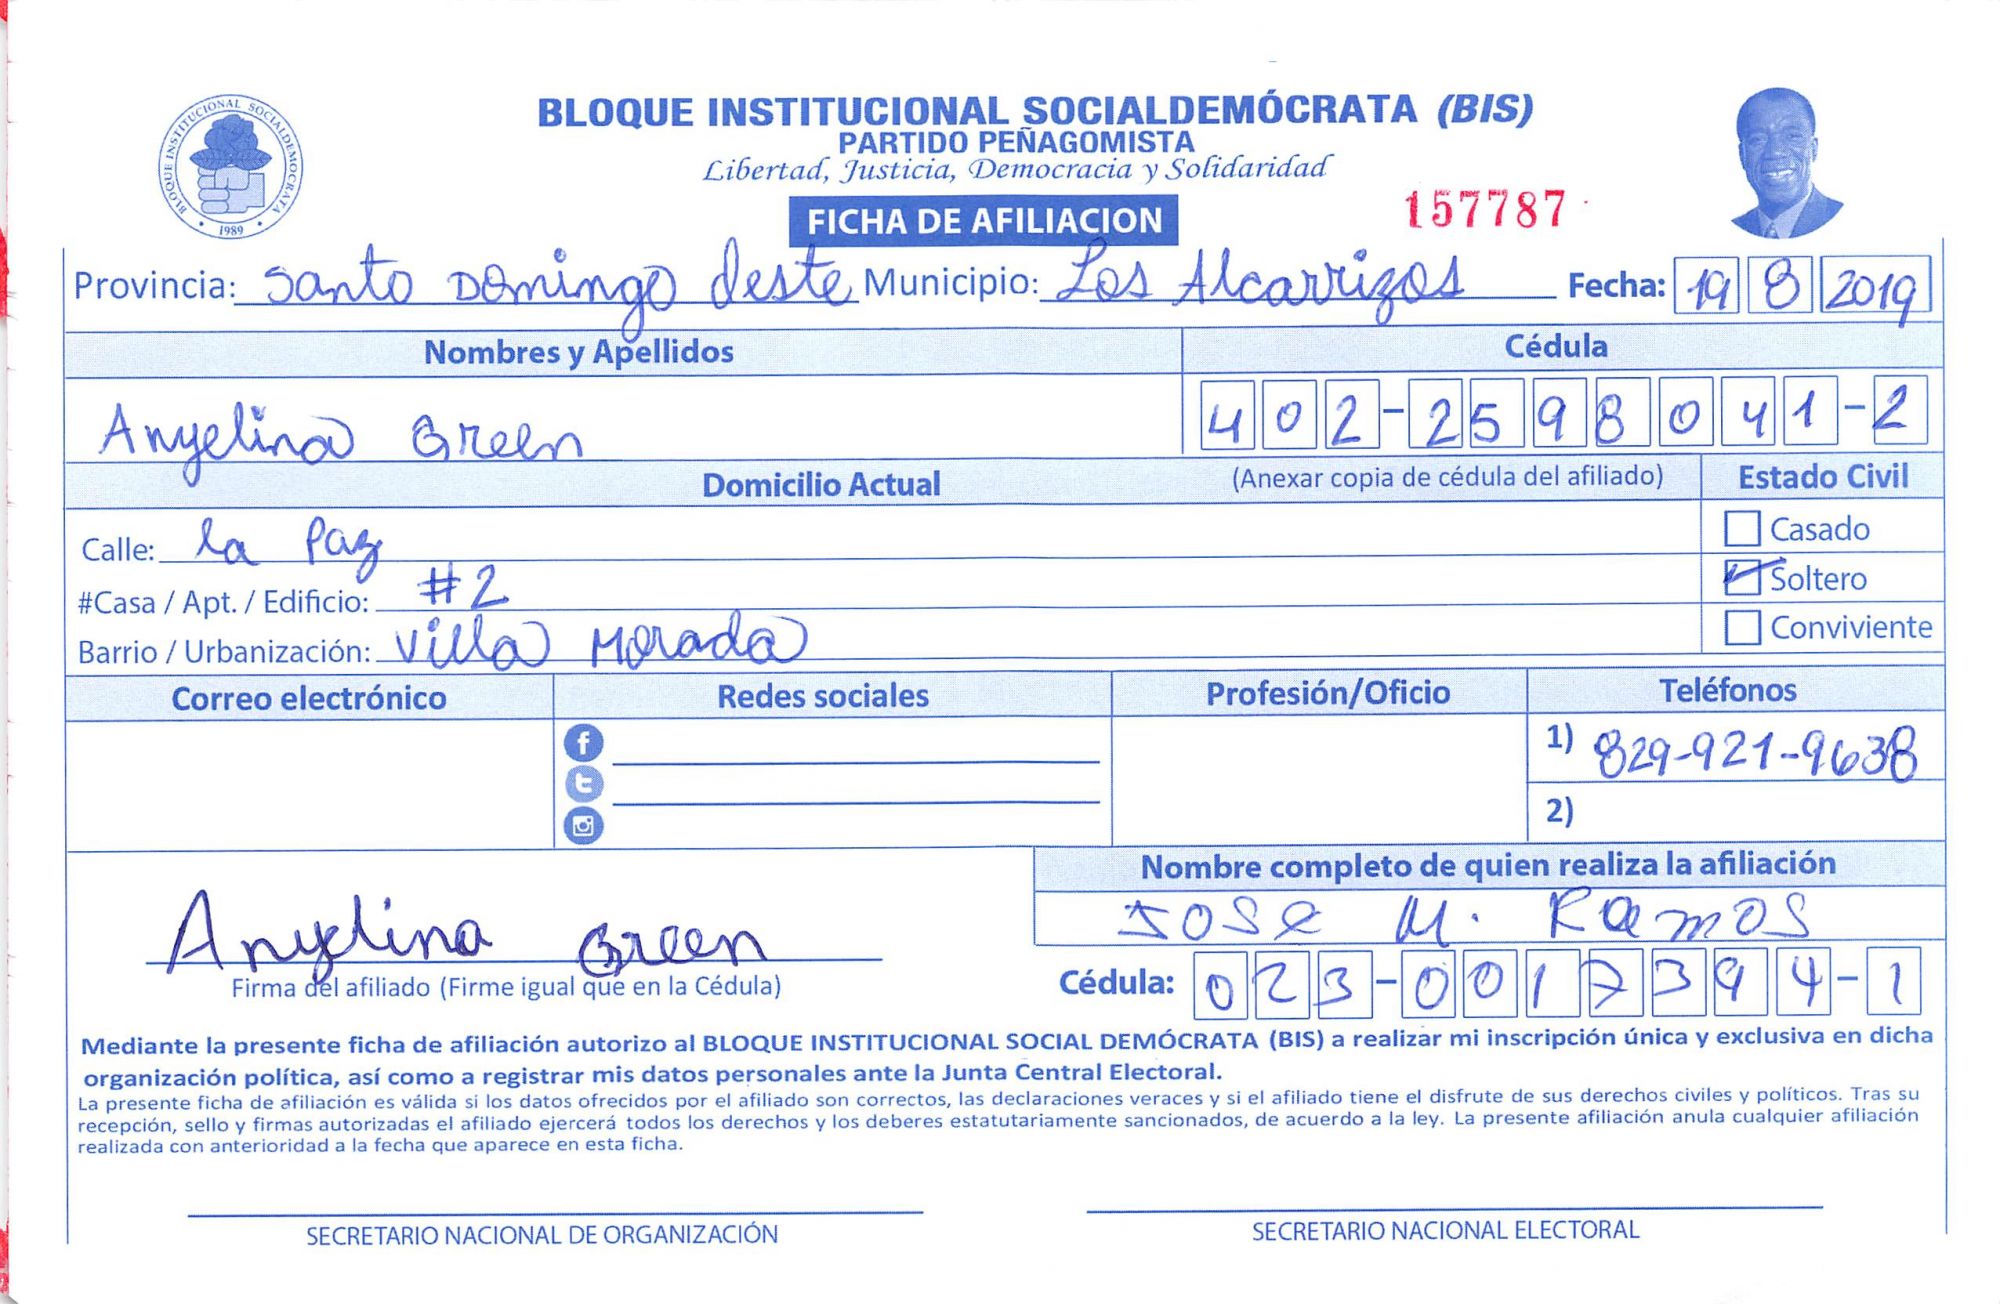 BLOQUE INSTITUCIONAL SOCIALDEMÓCRATA (BIS)
PARTIDO PEÑAGOMISTA
Libertad, Justicia, Democracia y Solidaridad
BLOQUE INSTITUCIONAL SOCIALDEMOCRATA
1989
FICHA DE AFILIACION
157787
Provincia: Santo Domingo Oeste Municipio: Los Alcarrizos Fecha: 19 8 2019
Nombres y Apellidos Cédula
Anyelina Green 402-2598041-2
Domicilio Actual (Anexar copia de cédula del afiliado) Estado Civil
Calle: la Paz Casado
#Casa / Apt. / Edificio: #2 Soltero
Barrio / Urbanización: Villa Morada Conviviente
Correo electrónico Redes sociales Profesión/Oficio Teléfonos
1) 829-921-9638
2)
Nombre completo de quien realiza la afiliación
Jose M. Ramos
Anyelina Green
Firma del afiliado (Firme igual que en la Cédula) Cédula: 023-0017394-1
Mediante la presente ficha de afiliación autorizo al BLOQUE INSTITUCIONAL SOCIAL DEMÓCRATA (BIS) a realizar mi inscripción única y exclusiva en dicha
organización política, así como a registrar mis datos personales ante la Junta Central Electoral.
La presente ficha de afiliación es válida si los datos ofrecidos por el afiliado son correctos, las declaraciones veraces y si el afiliado tiene el disfrute de sus derechos civiles y políticos. Tras su
recepción, sello y firmas autorizadas el afiliado ejercerá todos los derechos y los deberes estatutariamente sancionados, de acuerdo a la ley. La presente afiliación anula cualquier afiliación
realizada con anterioridad a la fecha que aparece en esta ficha.
SECRETARIO NACIONAL DE ORGANIZACIÓN SECRETARIO NACIONAL ELECTORAL